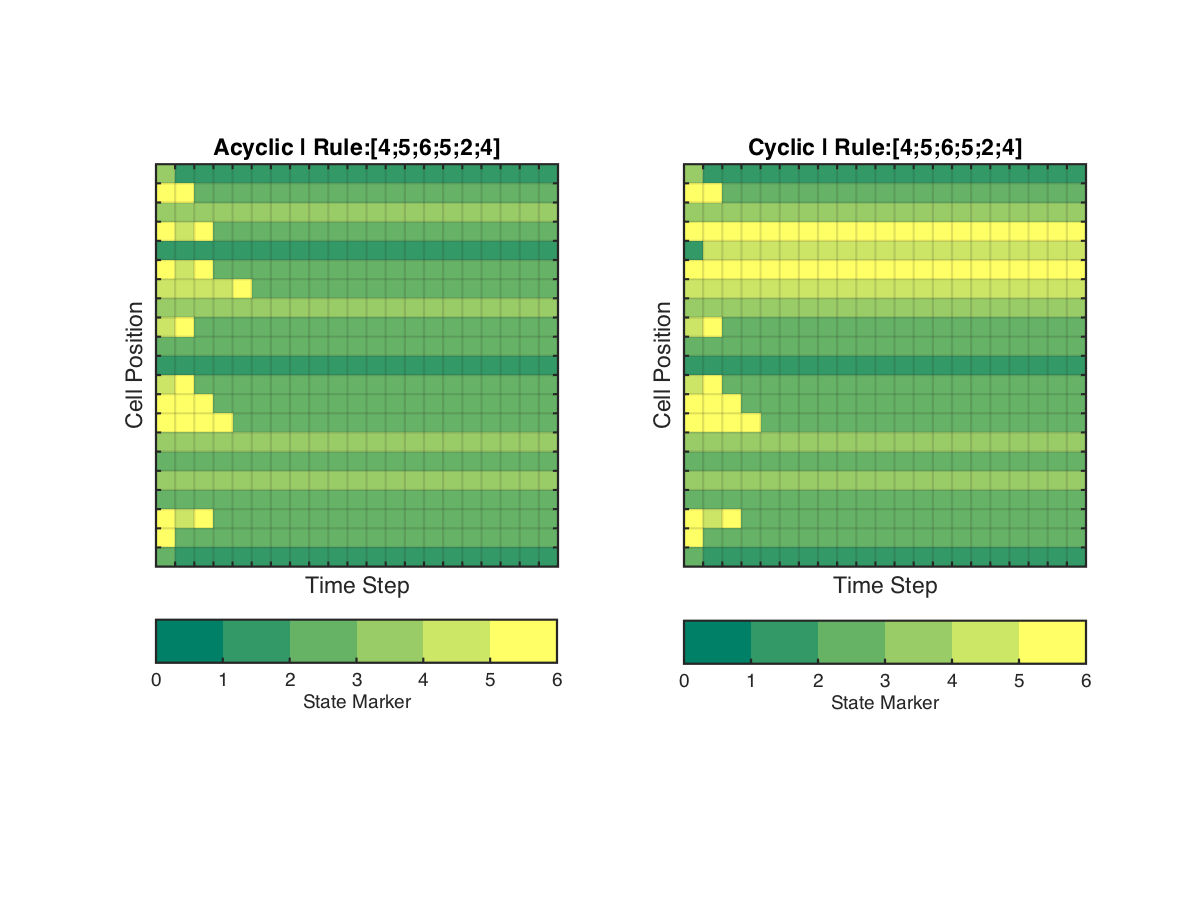 Acyclic | Rule:[4;5;6;5;2;4]
Cell Position
Time Step
0 1 2 3 4 5 6
State Marker
Cyclic | Rule:[4;5;6;5;2;4]
Cell Position
Time Step
0 1 2 3 4 5 6
State Marker